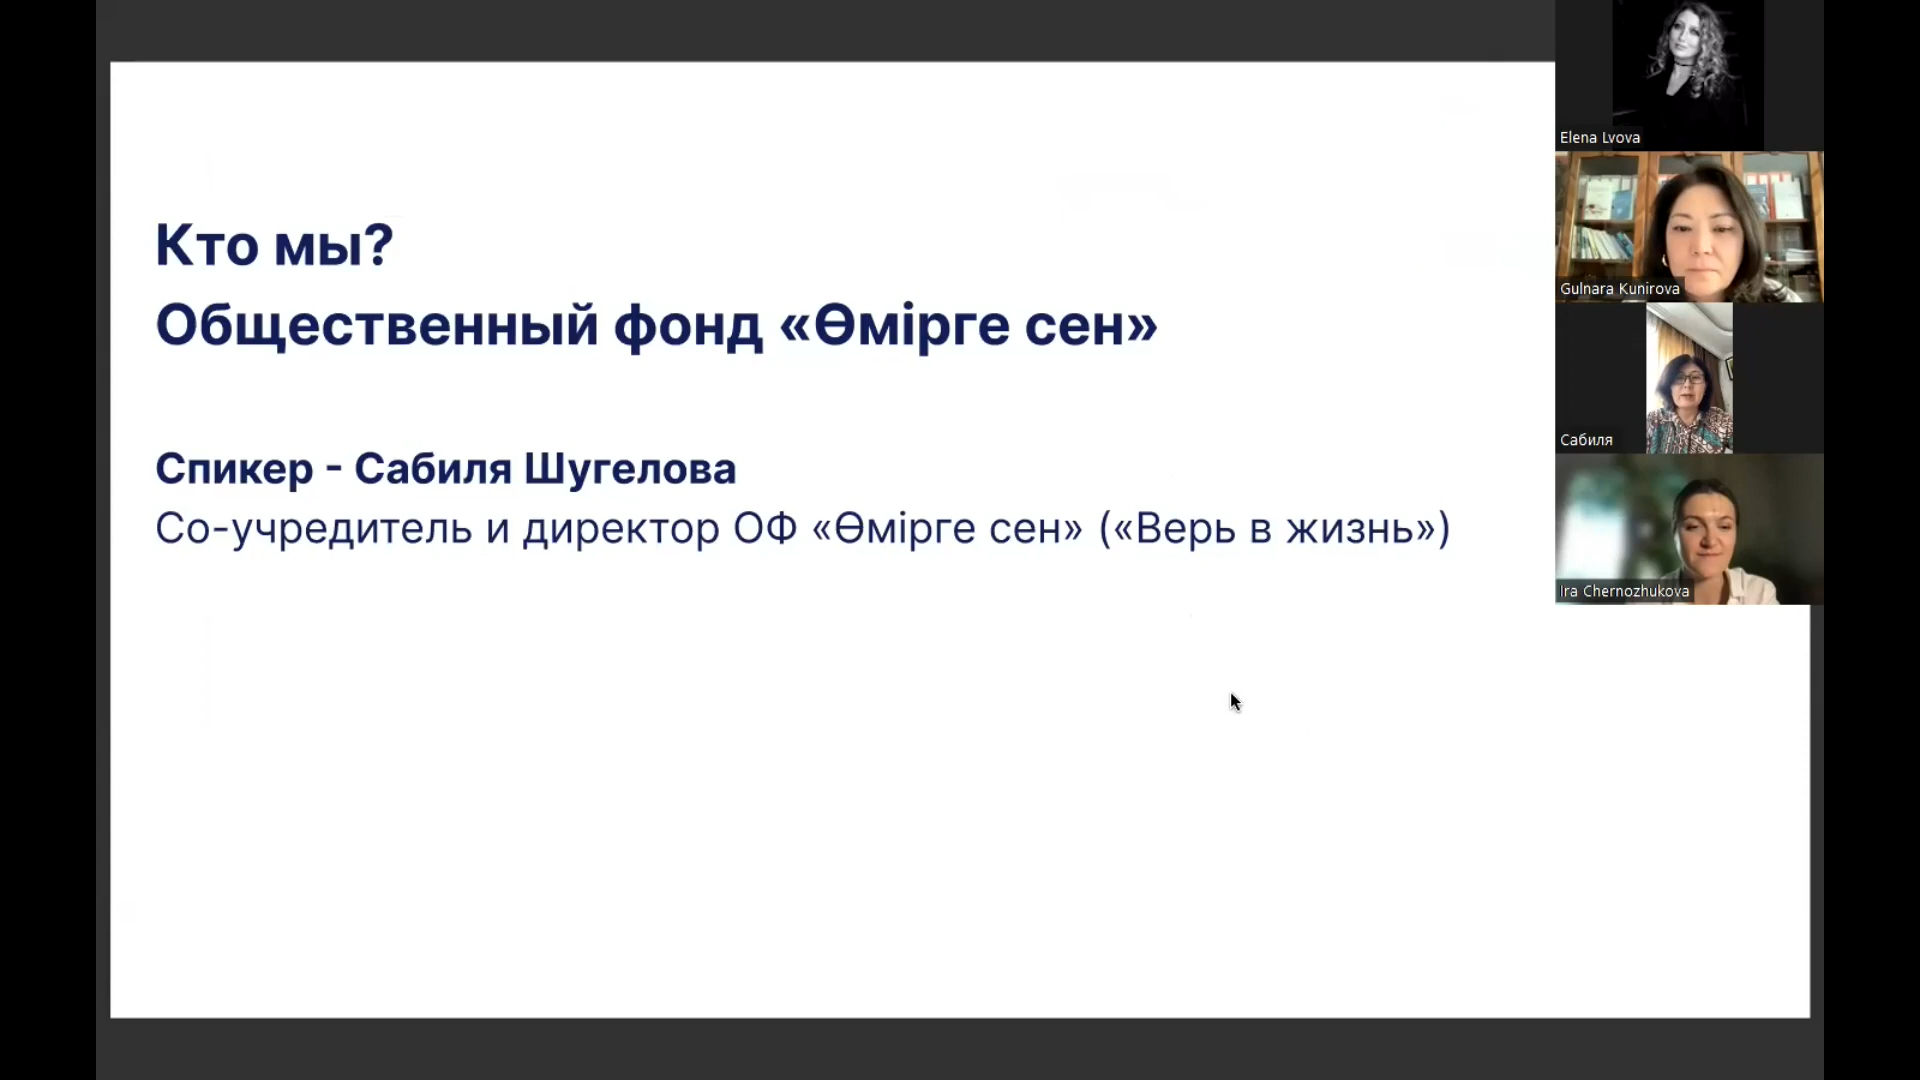 Кто мы?
Общественный фонд «Өмірге сен»
Спикер - Сабиля Шугелова
Со-учредитель и директор ОФ «Өмірге сен» («Верь в жизнь»)
Elena Lvova
Gulnara Kunirova
Сабиля
Ira Chernozhukova